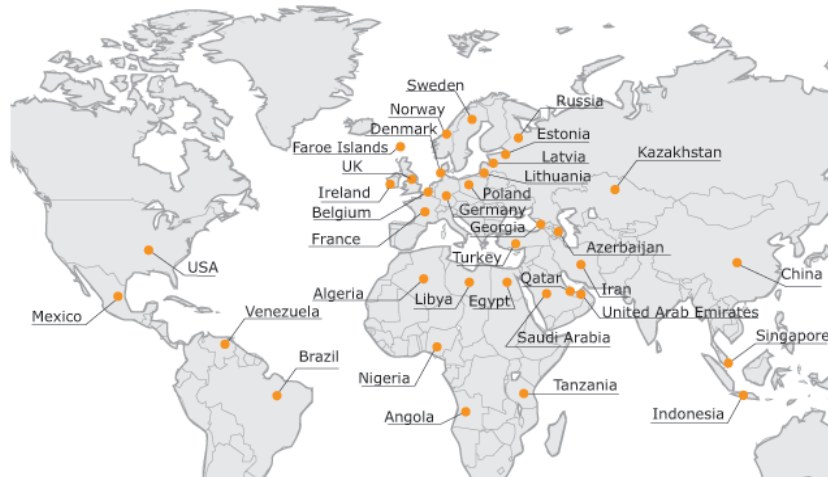 Sweden
Norway
Russia
Denmark
Estonia
Faroe Islands
Latvia
Kazakhstan
UK
Lithuania
Ireland
Poland
Belgium
Germany
Georgia
France
Azerbaijan
Turkey
USA
China
Qatar
Iran
Algeria
Libya
Egypt
United Arab Emirates
Mexico
Venezuela
Saudi Arabia
Singapore
Brazil
Nigeria
Tanzania
Angola
Indonesia